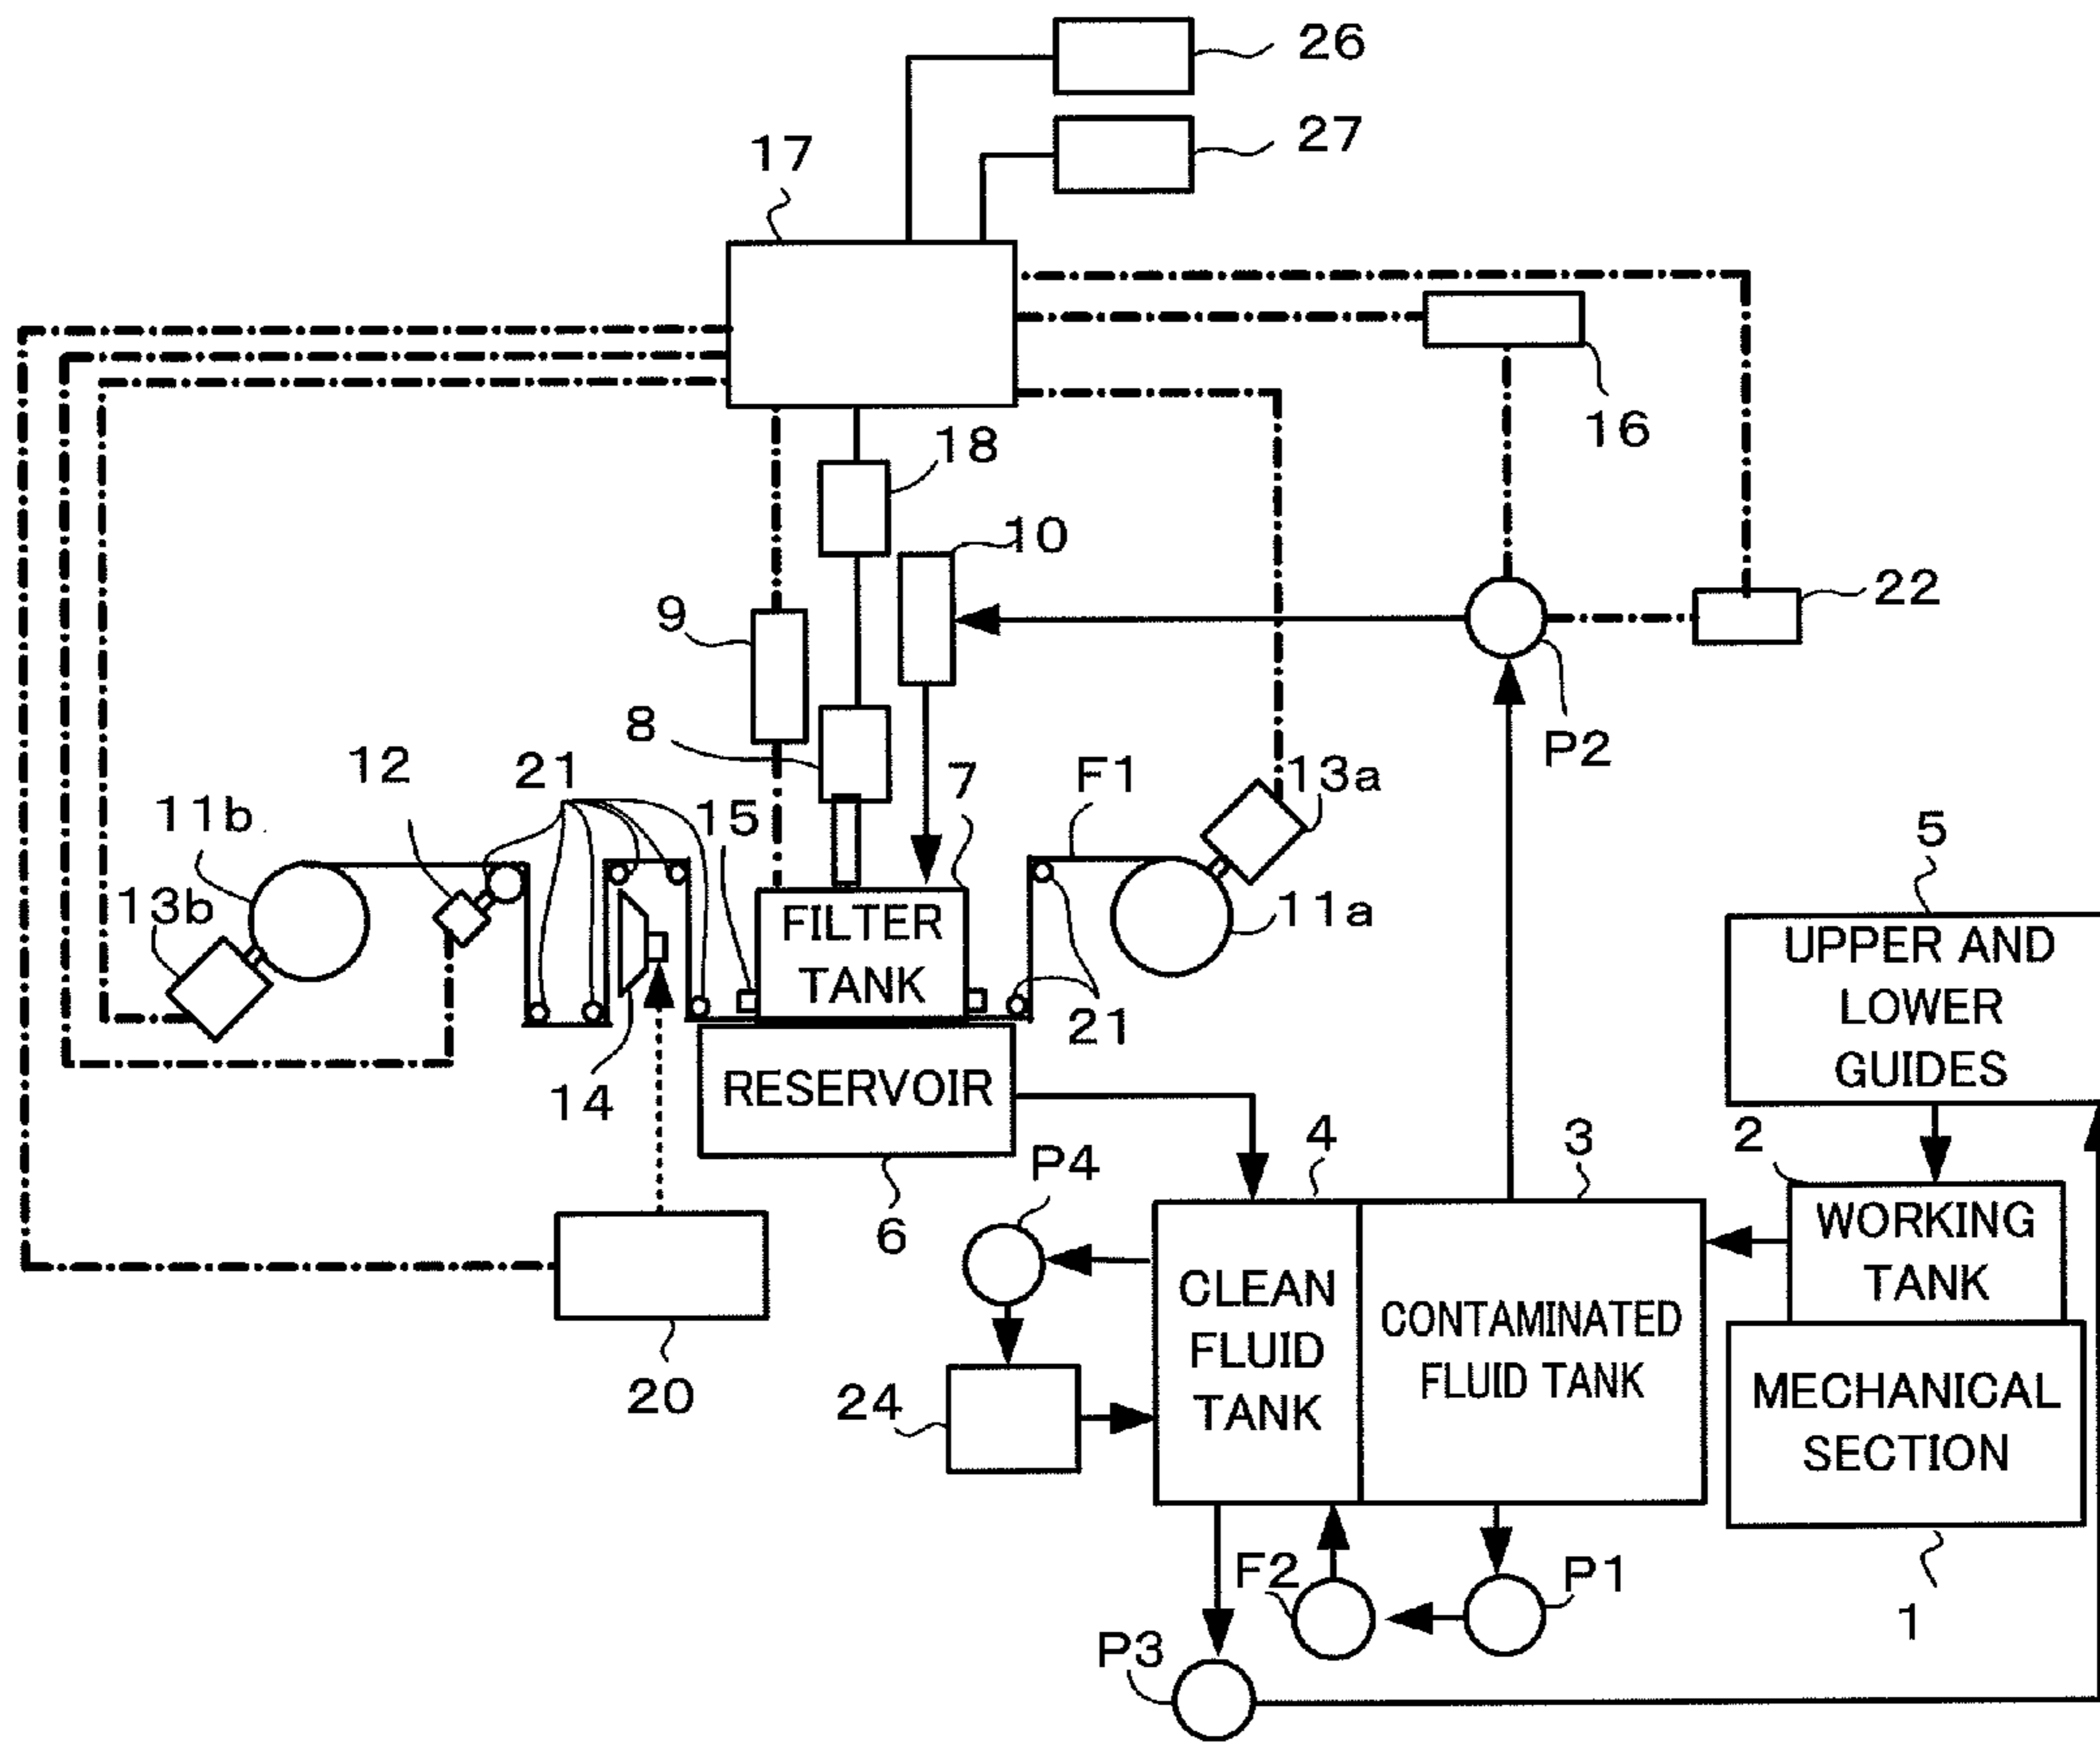 26
27
17
16
18
10
9
22
8
P2
12
21
15
7
F1
13a
11b
13b
FILTER
TANK
11a
5
UPPER AND
LOWER
GUIDES
21
14
RESERVOIR
P4
4
3
2
6
WORKING
TANK
CLEAN
FLUID
TANK
CONTAMINATED
FLUID TANK
20
24
MECHANICAL
SECTION
F2
P1
P3
1